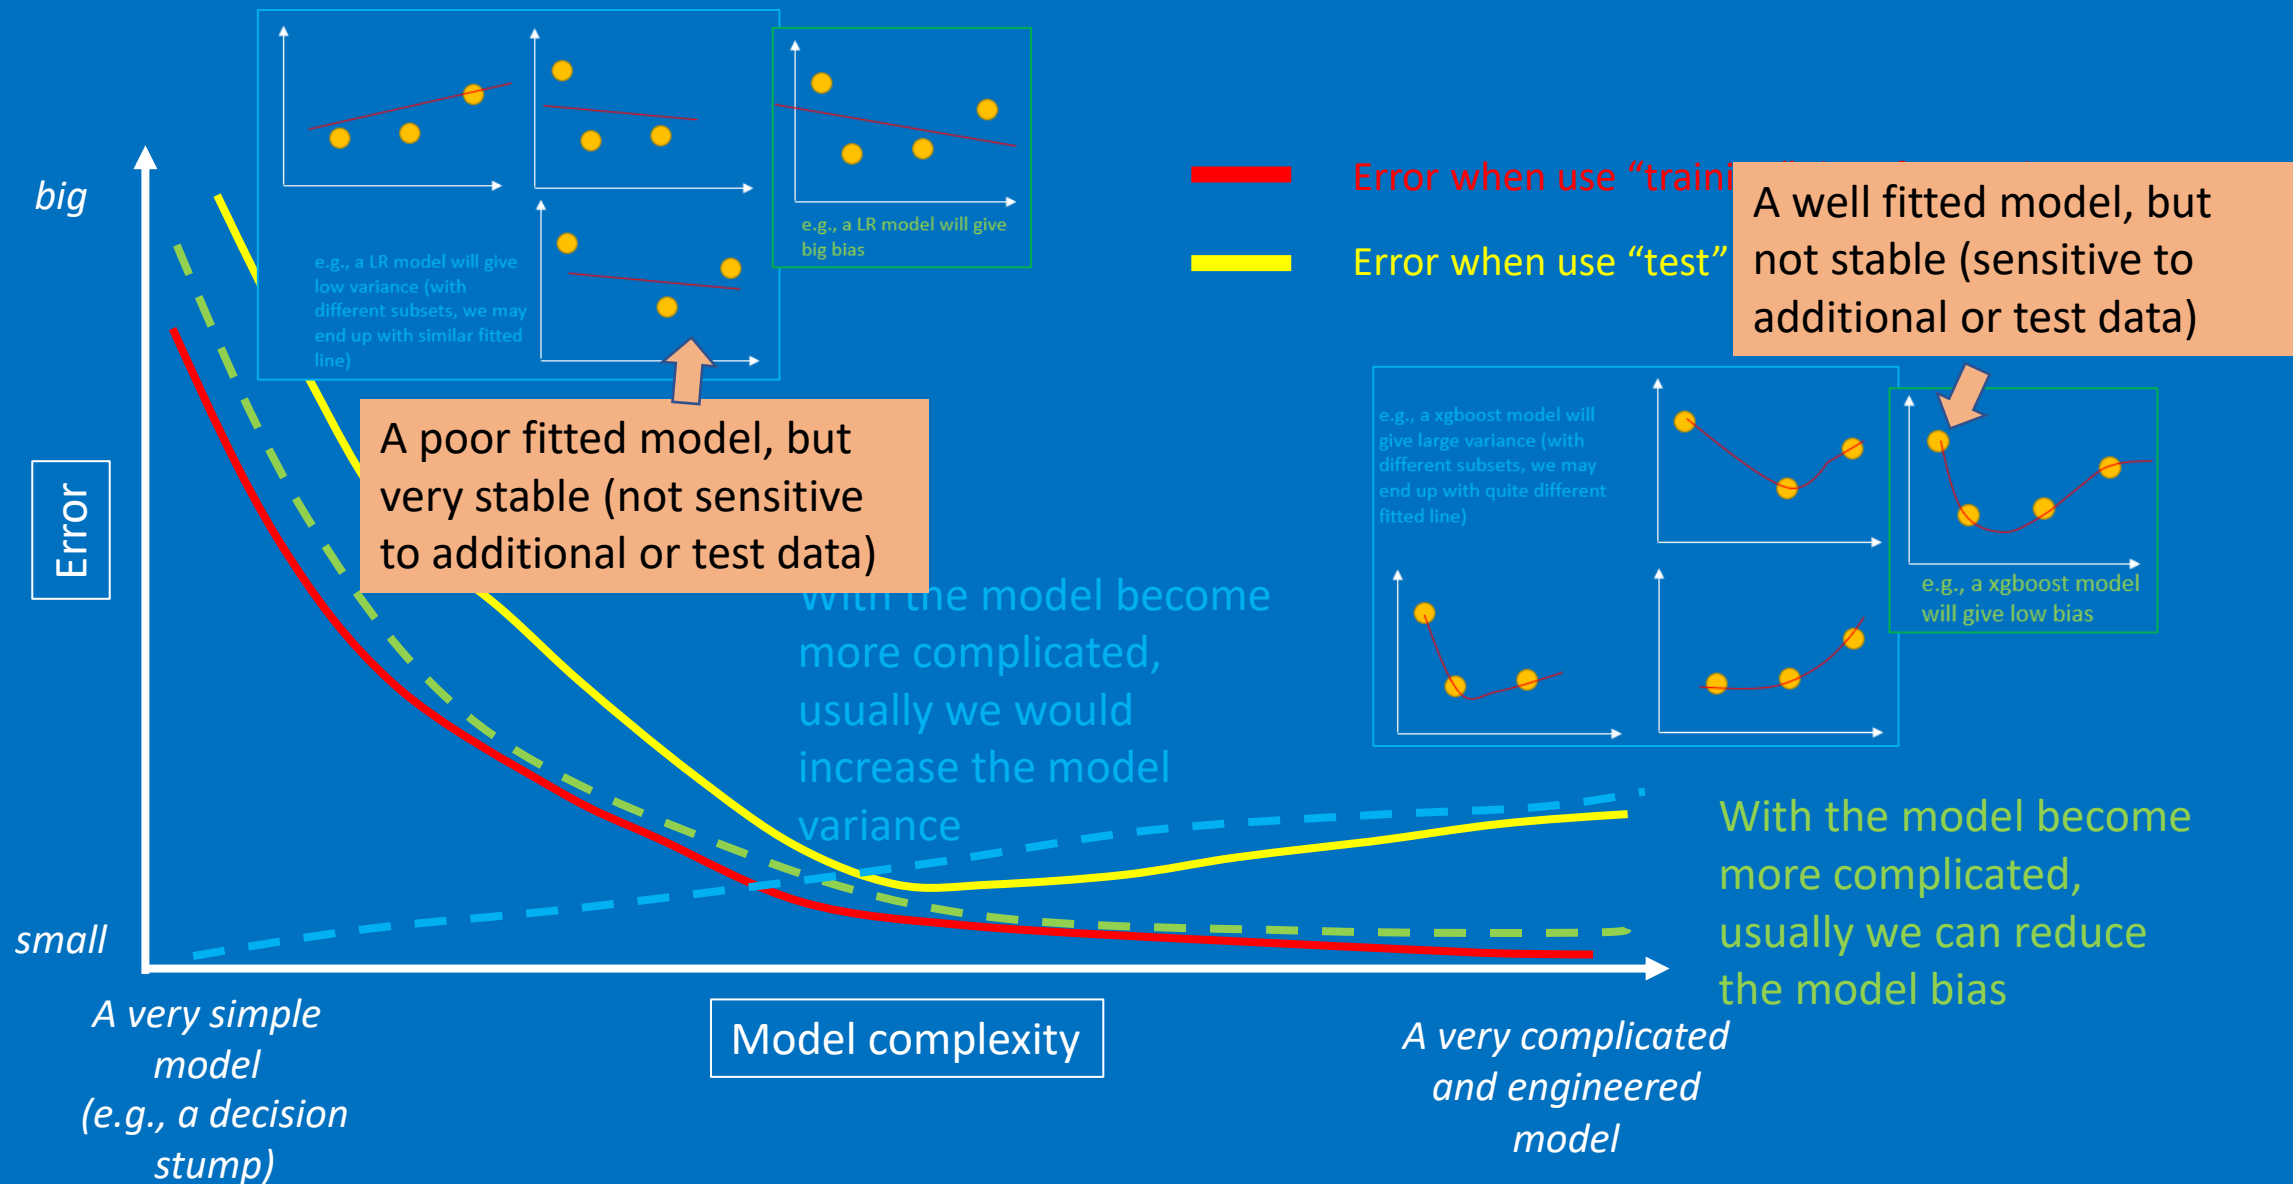 big
Error
small
A very simple
model
(e.g., a decision
stump)
Model complexity
A very complicated
and engineered
model
e.g., a LR model will give
low variance (with
different subsets, we may
end up with similar fitted
line)
e.g., a LR model will give
big bias
Error when use “traini
Error when use “test”
A well fitted model, but
not stable (sensitive to
additional or test data)
A poor fitted model, but
very stable (not sensitive
to additional or test data)
With the model become
more complicated,
usually we would
increase the model
variance
e.g., a xgboost model will
give large variance (with
different subsets, we may
end up with quite different
fitted line)
e.g., a xgboost model
will give low bias
With the model become
more complicated,
usually we can reduce
the model bias